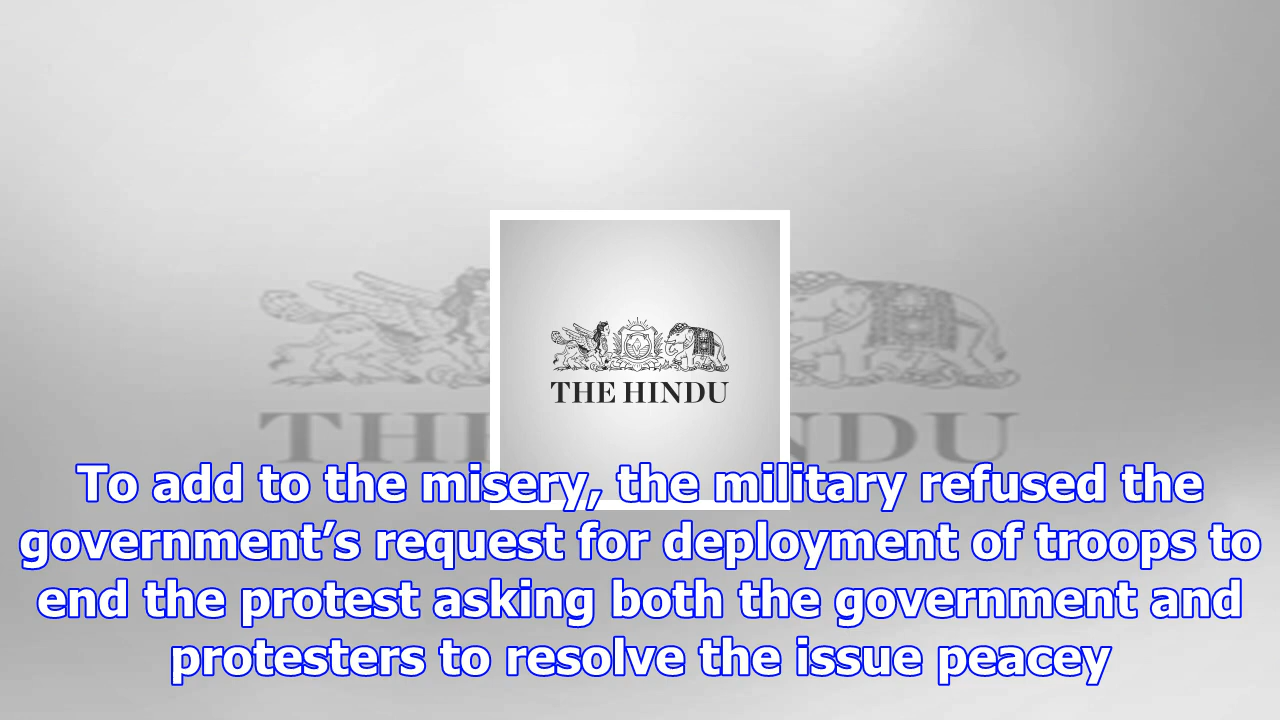 THE HINDU
To add to the misery, the military refused the
government’s request for deployment of troops to
end the protest asking both the government and
protesters to resolve the issue peacey